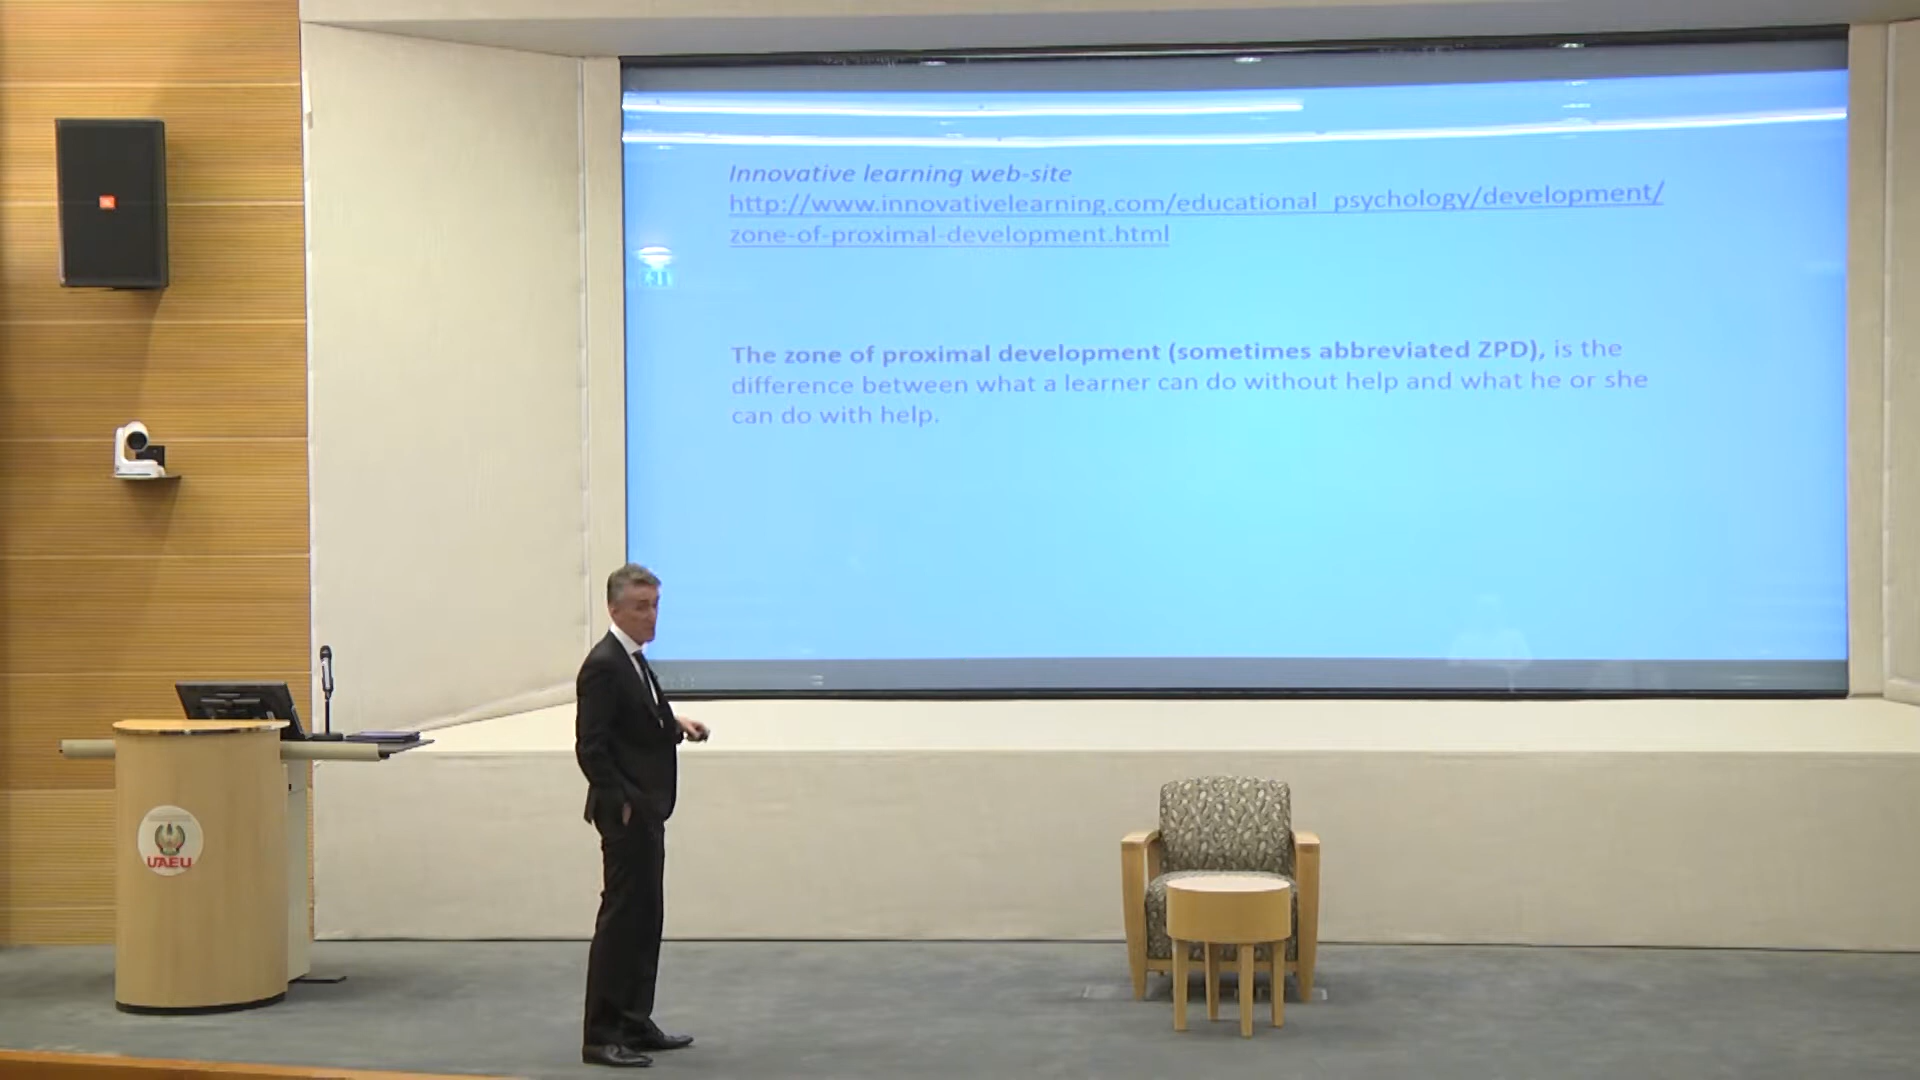 Innovative learning web-site
http://www.innovativelearning.com/educational_psychology/development/
zone-of-proximal-development.html
The zone of proximal development (sometimes abbreviated ZPD), is the
difference between what a learner can do without help and what he or she
can do with help.
UAEU